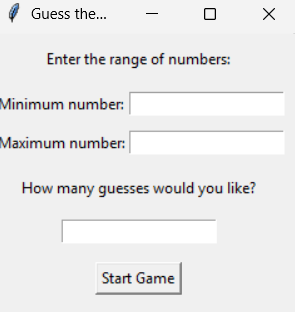 Guess the...
Enter the range of numbers:
Minimum number:
Maximum number:
How many guesses would you like?
Start Game